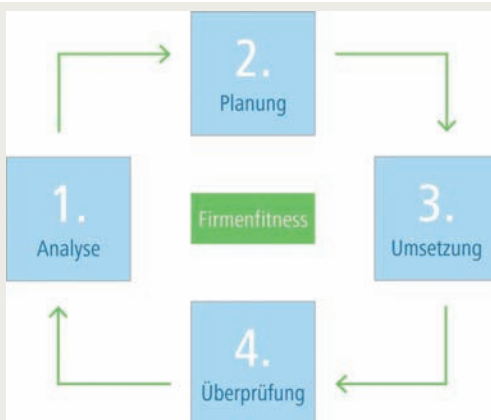 1.
Analyse
2.
Planung
3.
Umsetzung
4.
Überprüfung
Firmenfitness